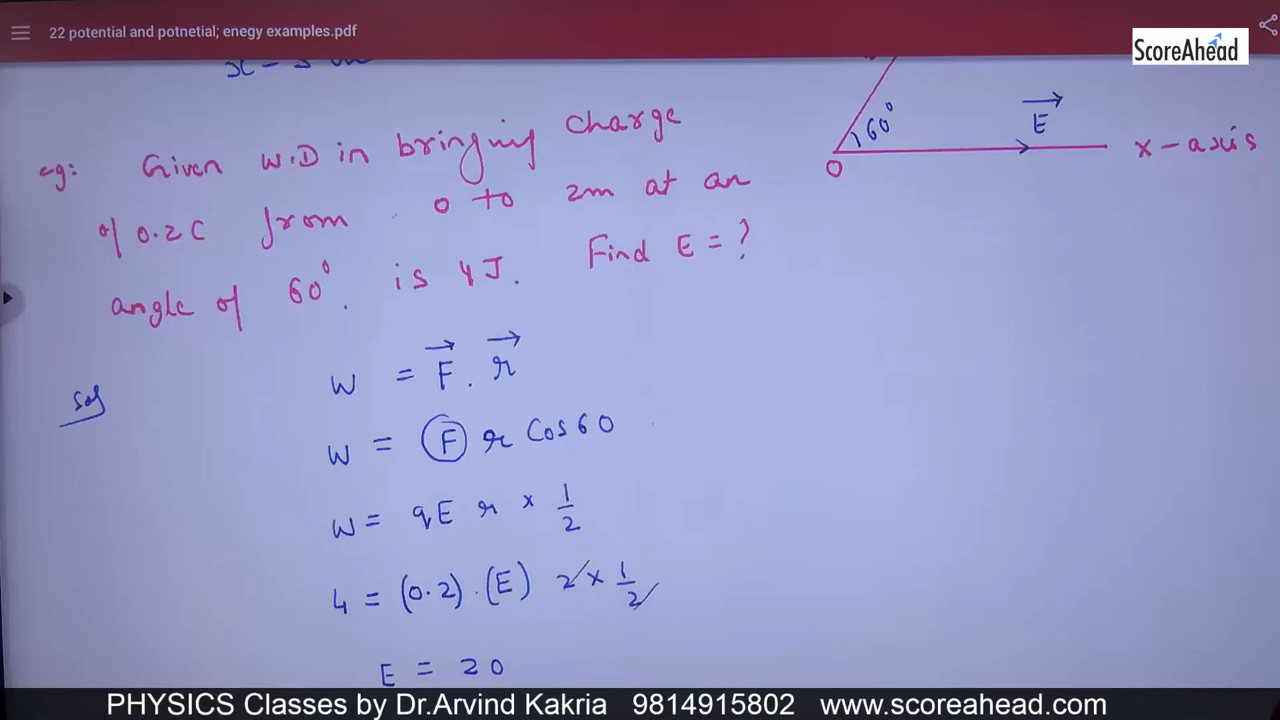 22 potential and potnetial; enegy examples.pdf
ScoreAhead
60°
E
O
x-axis
eg: Given W.D in bringing charge
of 0.2C from 0 to 2m at an
angle of 60°. is 4J. Find E = ?
Sol
W = F . r
W = F r Cos60
W = qE r × 1/2
4 = (0.2) . (E) 2 × 1/2
E = 20
PHYSICS Classes by Dr.Arvind Kakria 9814915802 www.scoreahead.com